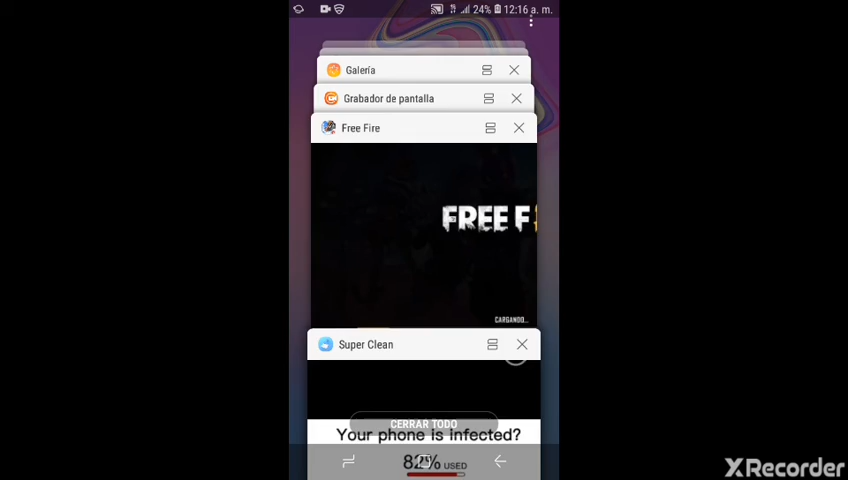 24% 12:16 a. m.
Galería
Grabador de pantalla
Free Fire
FREE F
CARGANDO...
Super Clean
CERRAR TODO
Your phone is infected?
82% USED
XRecorder